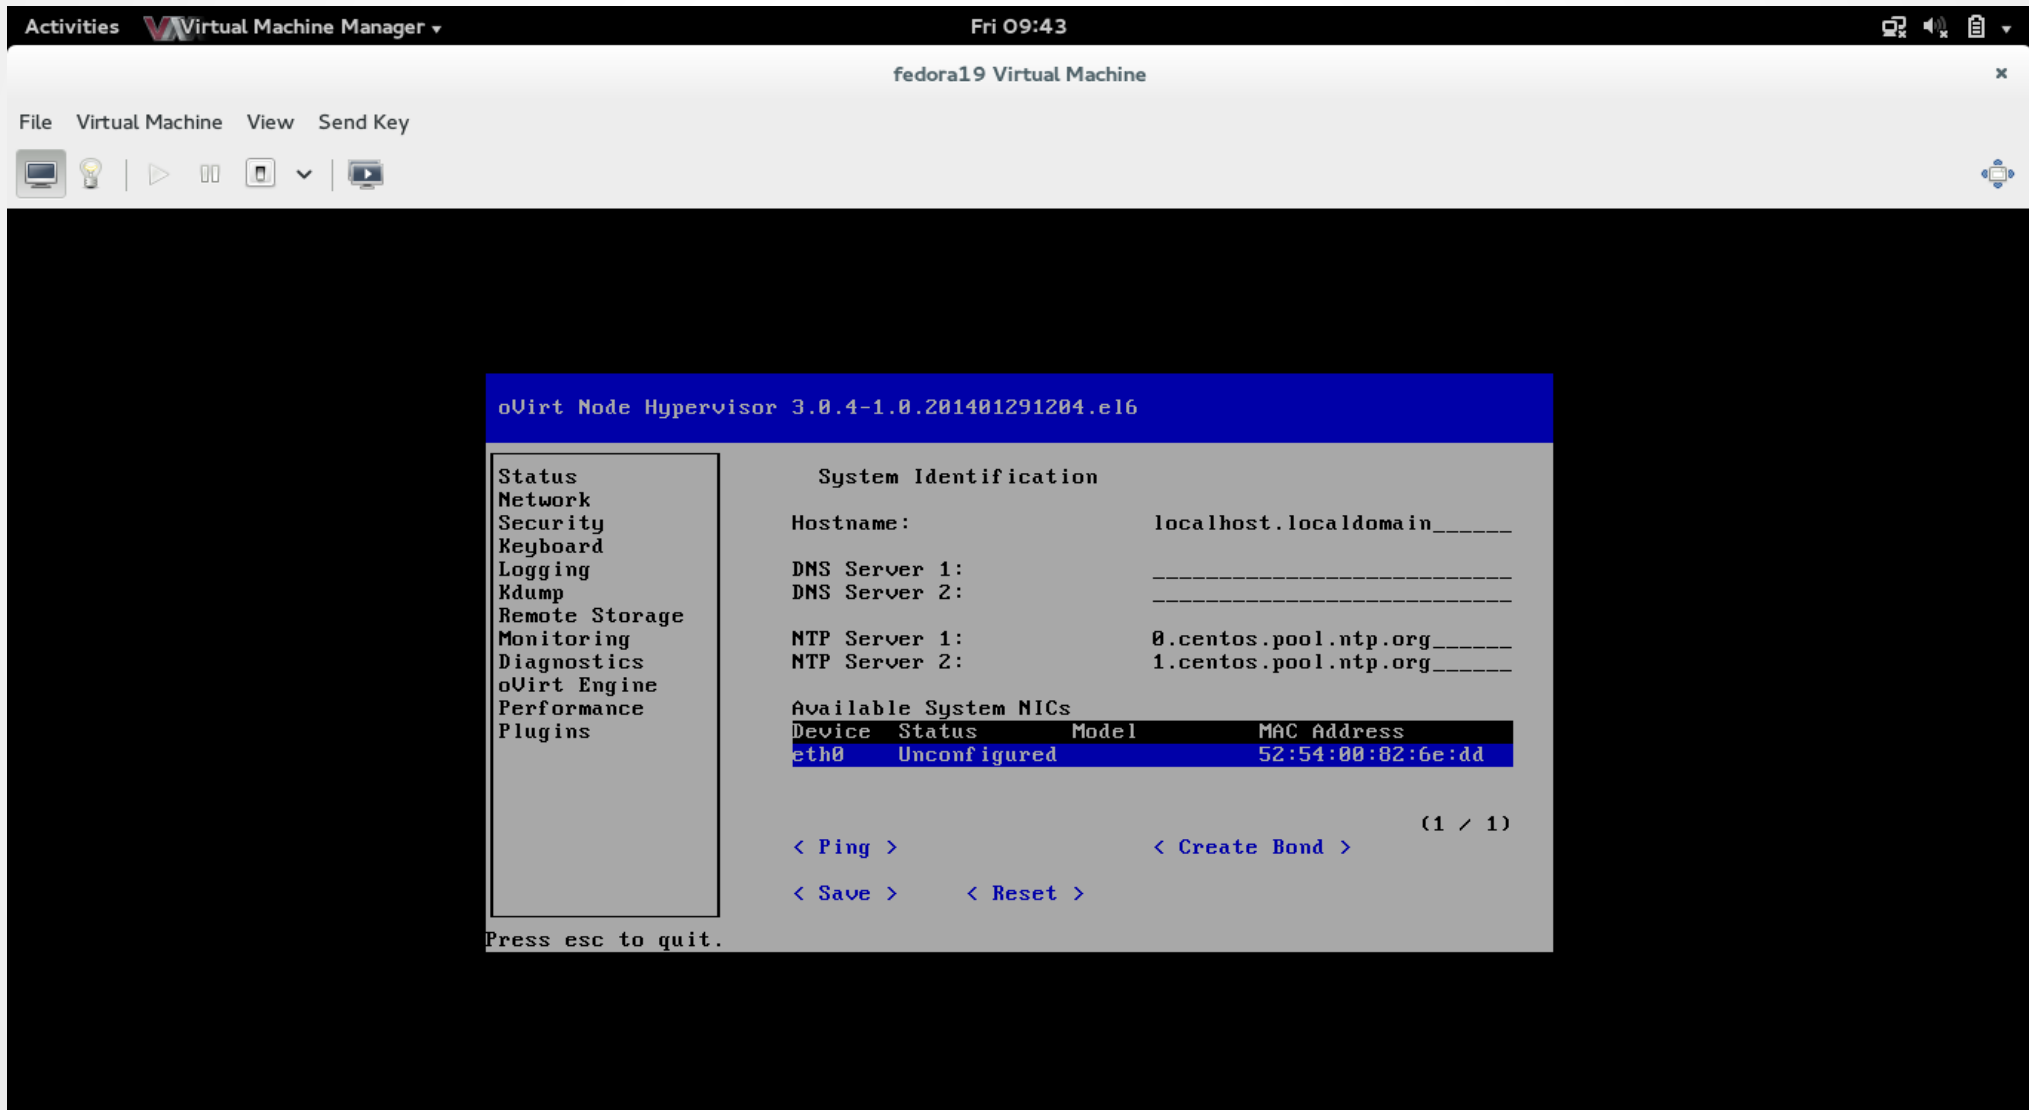 Activities Virtual Machine Manager Fri 09:43
fedora19 Virtual Machine
File Virtual Machine View Send Key
oVirt Node Hypervisor 3.0.4-1.0.201401291204.el6
Status
Network
Security
Keyboard
Logging
Kdump
Remote Storage
Monitoring
Diagnostics
oVirt Engine
Performance
Plugins
System Identification
Hostname: localhost.localdomain______
DNS Server 1: ___________________________
DNS Server 2: ___________________________
NTP Server 1: 0.centos.pool.ntp.org______
NTP Server 2: 1.centos.pool.ntp.org______
Available System NICs
Device Status Model MAC Address
eth0 Unconfigured 52:54:00:82:6e:dd
(1 / 1)
< Ping > < Create Bond >
< Save > < Reset >
Press esc to quit.